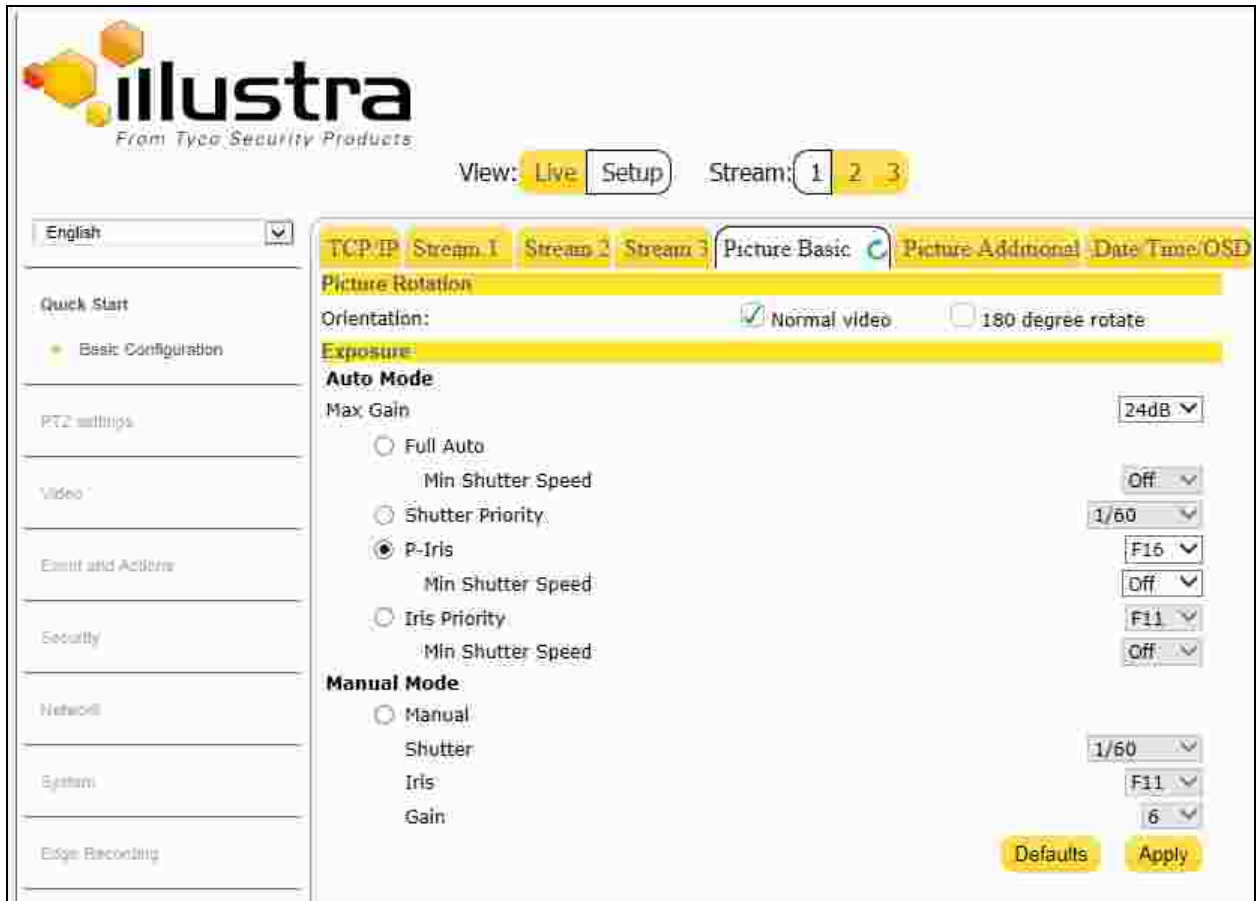 illustra
From Tyco Security Products
View: Live Setup Stream: 1 2 3
English
TCP/IP Stream 1 Stream 2 Stream 3 Picture Basic Picture Additional Date/Time/OSD
Quick Start
Basic Configuration
PTZ settings
Video
Event and Actions
Security
Network
System
Edge Recording
Picture Rotation
Orientation: Normal video 180 degree rotate
Exposure
Auto Mode
Max Gain 24dB
Full Auto
Min Shutter Speed Off
Shutter Priority 1/60
P-Iris F16
Min Shutter Speed Off
Iris Priority F11
Min Shutter Speed Off
Manual Mode
Manual
Shutter 1/60
Iris F11
Gain 6
Defaults Apply